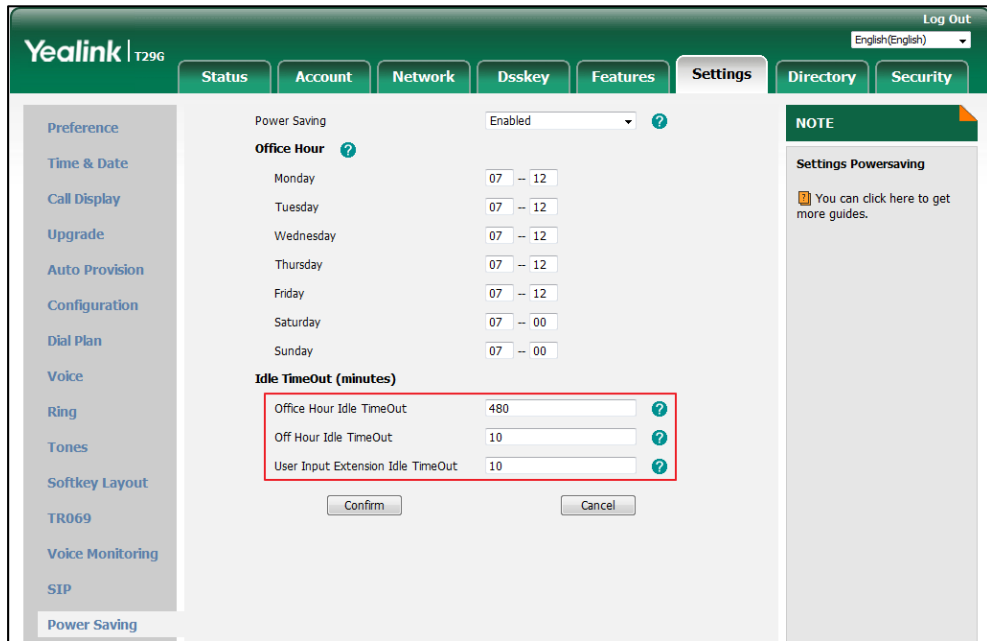 Log Out
Yealink | T29G
English(English)
Status Account Network Dsskey Features Settings Directory Security
Preference
Time & Date
Call Display
Upgrade
Auto Provision
Configuration
Dial Plan
Voice
Ring
Tones
Softkey Layout
TR069
Voice Monitoring
SIP
Power Saving
Power Saving Enabled ?
Office Hour ?
Monday 07 -- 12
Tuesday 07 -- 12
Wednesday 07 -- 12
Thursday 07 -- 12
Friday 07 -- 12
Saturday 07 -- 00
Sunday 07 -- 00
Idle TimeOut (minutes)
Office Hour Idle TimeOut 480 ?
Off Hour Idle TimeOut 10 ?
User Input Extension Idle TimeOut 10 ?
Confirm Cancel
NOTE
Settings Powersaving
? You can click here to get
more guides.